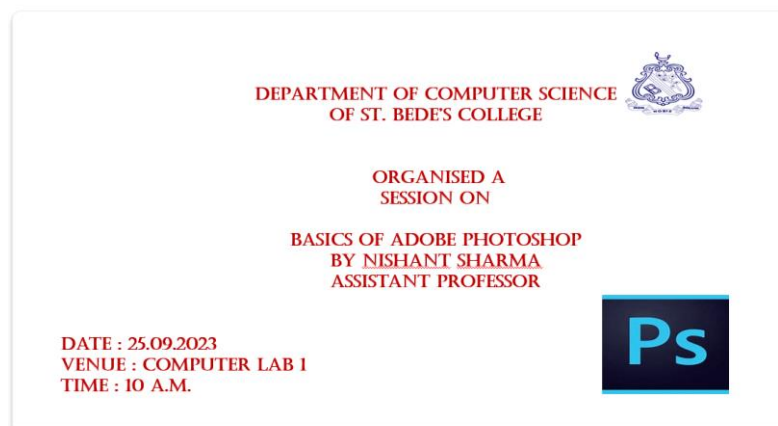 DEPARTMENT OF COMPUTER SCIENCE
OF ST. BEDE'S COLLEGE
ORGANISED A
SESSION ON
BASICS OF ADOBE PHOTOSHOP
BY NISHANT SHARMA
ASSISTANT PROFESSOR
Ps
DATE : 25.09.2023
VENUE : COMPUTER LAB 1
TIME : 10 A.M.